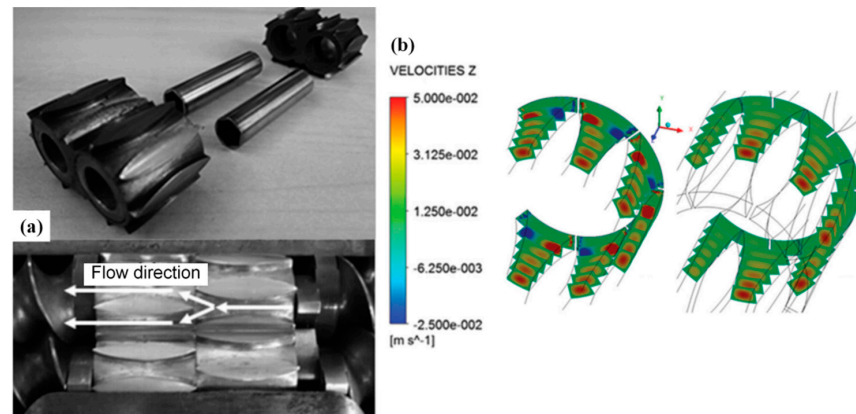 (a)
Flow direction
(b)
VELOCITIES Z
5.000e-002
3.125e-002
1.250e-002
-6.250e-003
-2.500e-002
[m s^-1]
Y
X